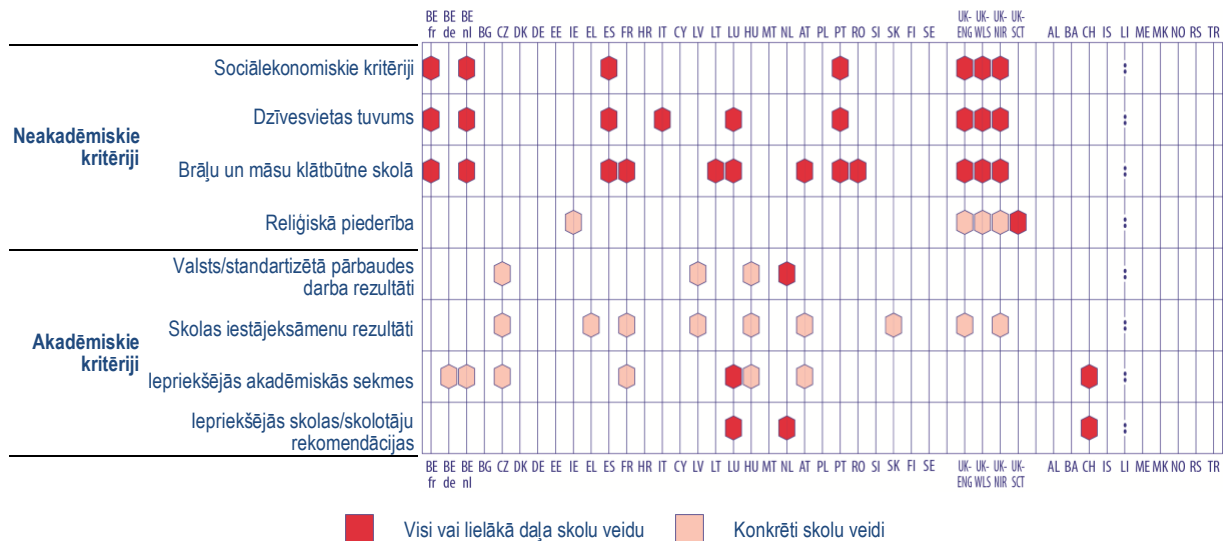 BE BE BE UK- UK- UK- UK-
fr de nl BG CZ DK DE EE IE EL ES FR HR IT CY LV LT LU HU MT NL AT PL PT RO SI SK FI SE ENG WLS NIR SCT AL BA CH IS LI ME MK NO RS TR
Sociālekonomiskie kritēriji
:
Dzīvesvietas tuvums
:
Neakadēmiskie
kritēriji
Brāļu un māsu klātbūtne skolā
:
Reliģiskā piederība
:
Valsts/standartizētā pārbaudes
darba rezultāti
:
Skolas iestājeksāmenu rezultāti
:
Akadēmiskie
kritēriji
Iepriekšējās akadēmiskās sekmes
:
Iepriekšējās skolas/skolotāju
rekomendācijas
:
BE BE BE BG CZ DK DE EE IE EL ES FR HR IT CY LV LT LU HU MT NL AT PL PT RO SI SK FI SE UK- UK- UK- UK- AL BA CH IS LI ME MK NO RS TR
fr de nl ENG WLS NIR SCT
Visi vai lielākā daļa skolu veidu Konkrēti skolu veidi